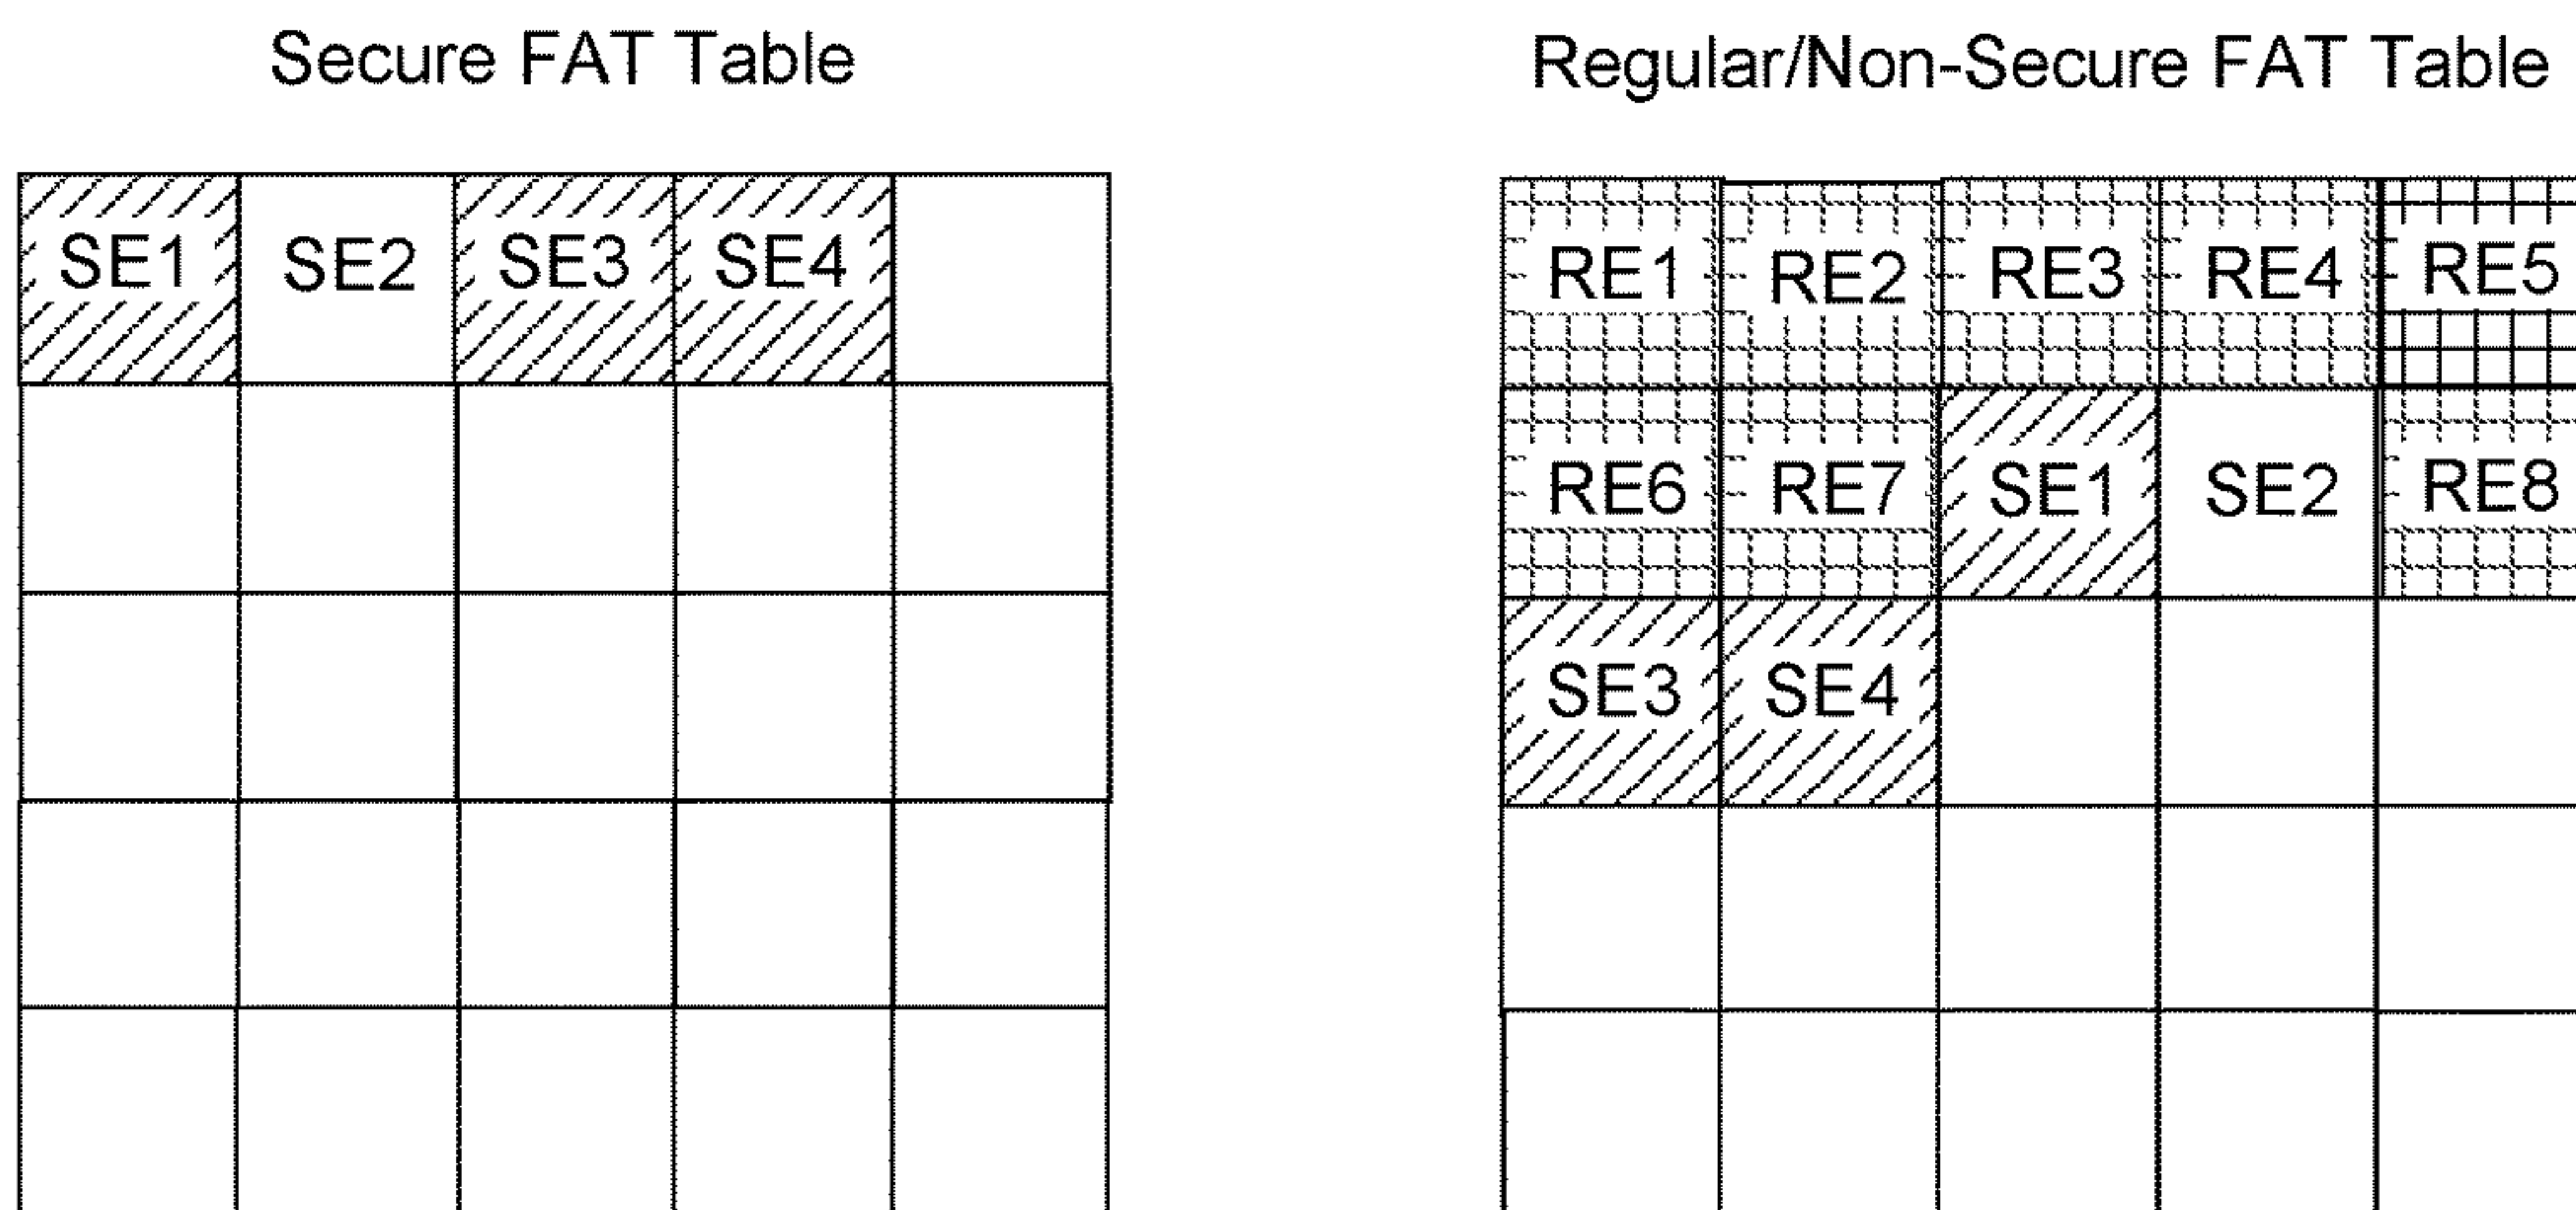 Secure FAT Table
SE1 SE2 SE3 SE4
Regular/Non-Secure FAT Table
RE1 RE2 RE3 RE4 RE5
RE6 RE7 SE1 SE2 RE8
SE3 SE4